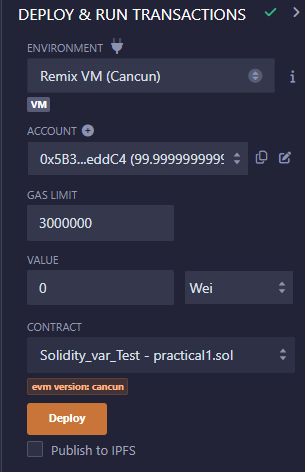 DEPLOY & RUN TRANSACTIONS
ENVIRONMENT
Remix VM (Cancun)
VM
ACCOUNT
0x5B3...eddC4 (99.9999999999
GAS LIMIT
3000000
VALUE
0 Wei
CONTRACT
Solidity_var_Test - practical1.sol
evm version: cancun
Deploy
Publish to IPFS